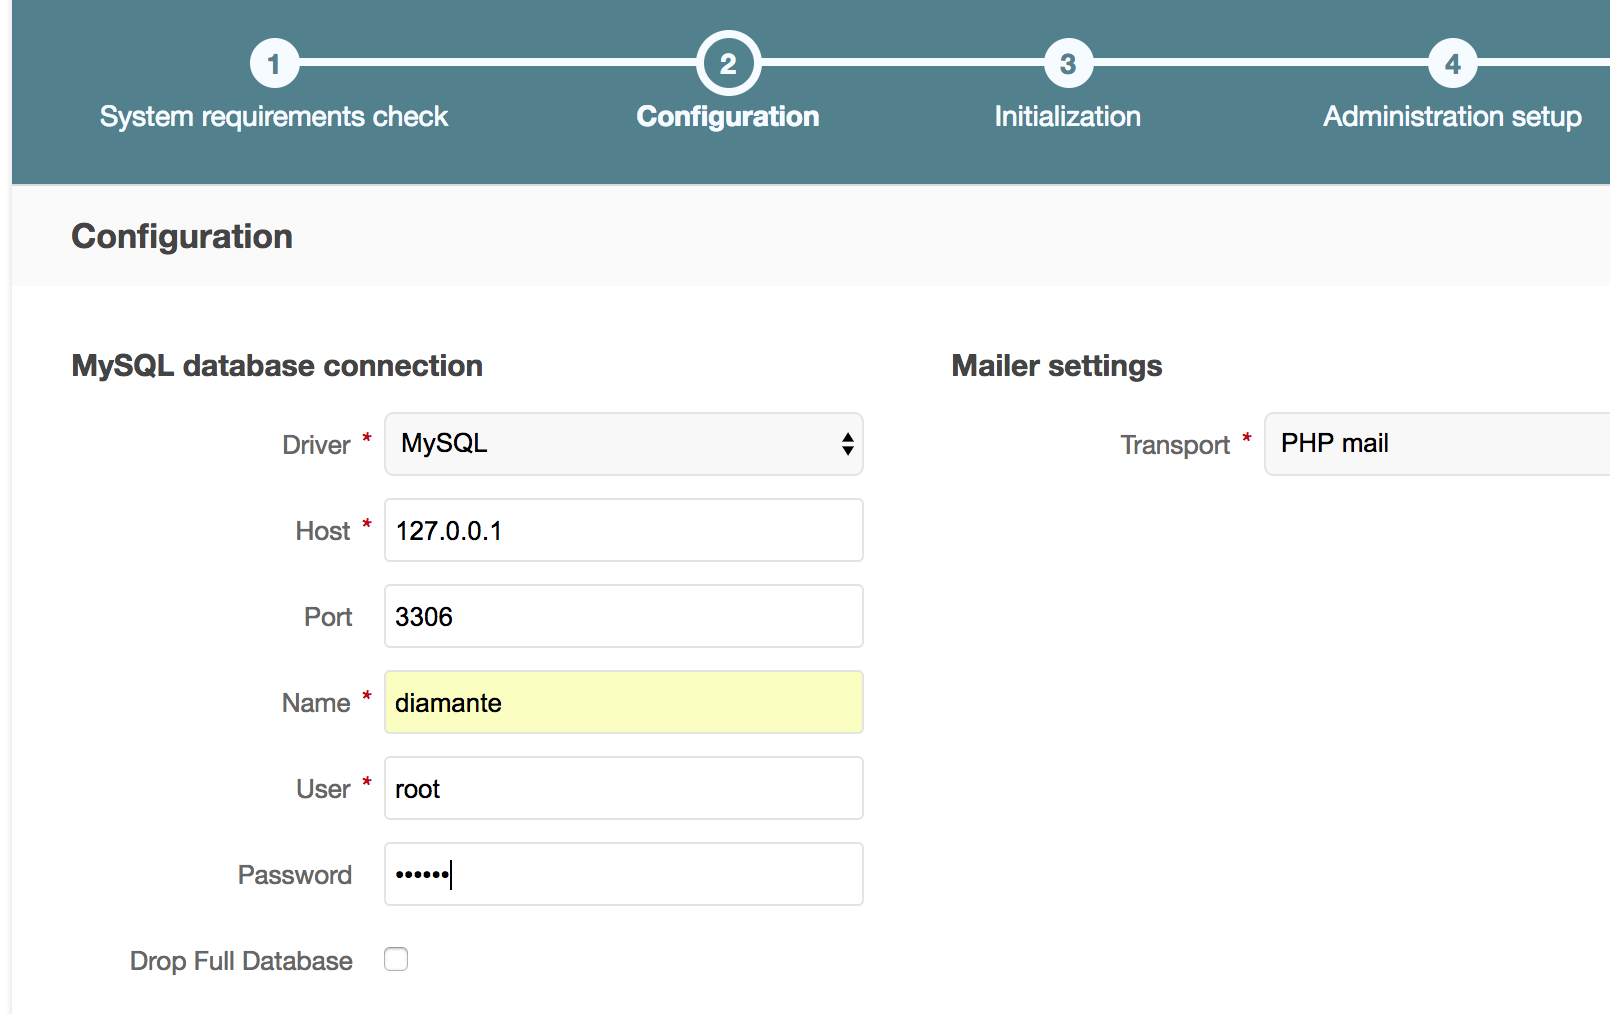 1 2 3 4
System requirements check Configuration Initialization Administration setup
Configuration
MySQL database connection
Driver * MySQL
Host * 127.0.0.1
Port 3306
Name * diamante
User * root
Password ••••••
Drop Full Database
Mailer settings
Transport * PHP mail